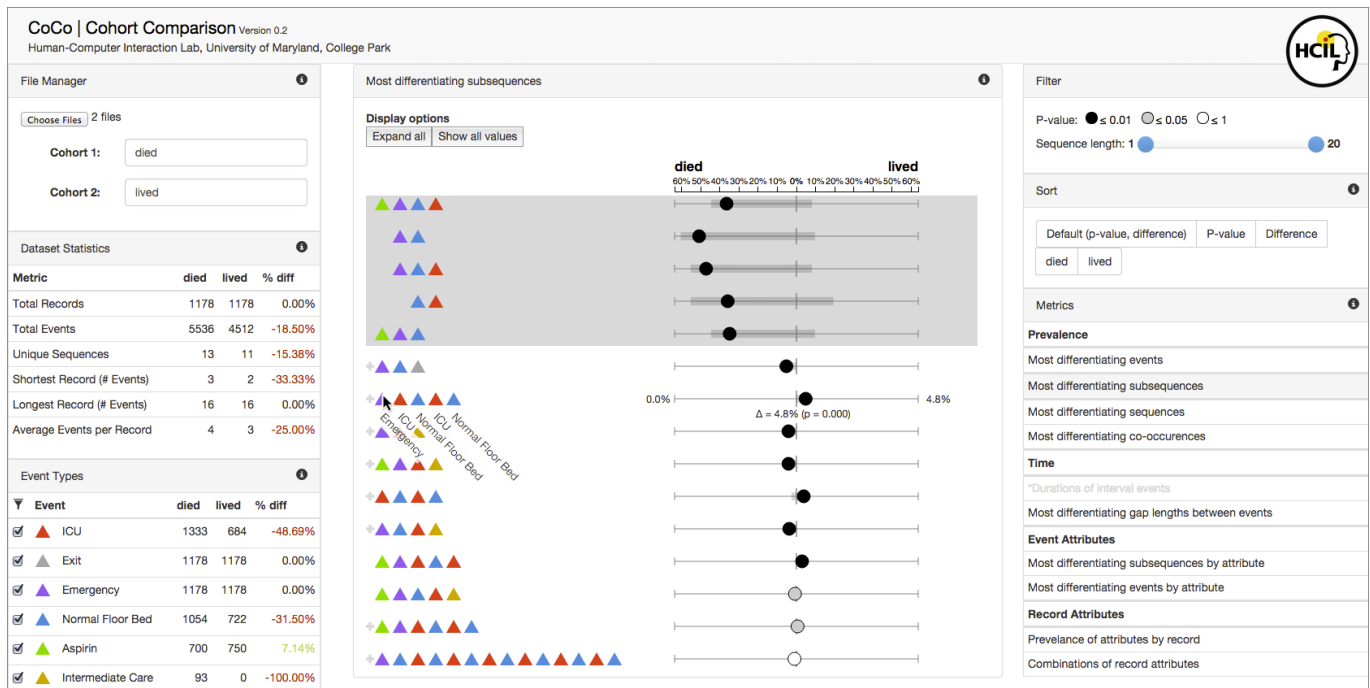 CoCo | Cohort Comparison Version 0.2
Human-Computer Interaction Lab, University of Maryland, College Park
HCIL
File Manager
Choose Files 2 files
Cohort 1: died
Cohort 2: lived
Dataset Statistics
Metric died lived % diff
Total Records 1178 1178 0.00%
Total Events 5536 4512 -18.50%
Unique Sequences 13 11 -15.38%
Shortest Record (# Events) 3 2 -33.33%
Longest Record (# Events) 16 16 0.00%
Average Events per Record 4 3 -25.00%
Event Types
Event died lived % diff
ICU 1333 684 -48.69%
Exit 1178 1178 0.00%
Emergency 1178 1178 0.00%
Normal Floor Bed 1054 722 -31.50%
Aspirin 700 750 7.14%
Intermediate Care 93 0 -100.00%
Most differentiating subsequences
Display options
Expand all Show all values
died lived
60% 50% 40% 30% 20% 10% 0% 10% 20% 30% 40% 50% 60%
0.0% 4.8%
Δ = 4.8% (p = 0.000)
Emergency
ICU
Normal Floor Bed
ICU
Normal Floor Bed
Filter
P-value: ≤ 0.01 ≤ 0.05 ≤ 1
Sequence length: 1 20
Sort
Default (p-value, difference) P-value Difference
died lived
Metrics
Prevalence
Most differentiating events
Most differentiating subsequences
Most differentiating sequences
Most differentiating co-occurences
Time
*Durations of interval events
Most differentiating gap lengths between events
Event Attributes
Most differentiating subsequences by attribute
Most differentiating events by attribute
Record Attributes
Prevelance of attributes by record
Combinations of record attributes